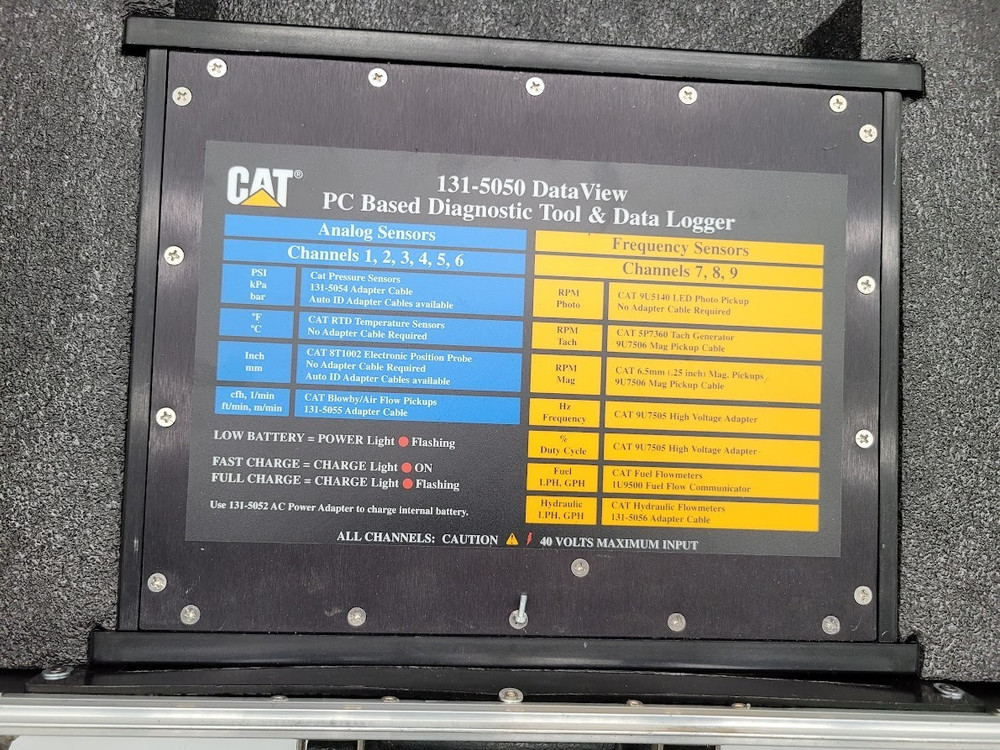 CAT®
131-5050 DataView
PC Based Diagnostic Tool & Data Logger
Analog Sensors
Channels 1, 2, 3, 4, 5, 6
PSI
kPa
bar
Cat Pressure Sensors
131-5054 Adapter Cable
Auto ID Adapter Cables available
°F
°C
CAT RTD Temperature Sensors
No Adapter Cable Required
Inch
mm
CAT 8T1002 Electronic Position Probe
No Adapter Cable Required
Auto ID Adapter Cables available
cfh, 1/min
ft/min, m/min
CAT Blowby/Air Flow Pickups
131-5055 Adapter Cable
LOW BATTERY = POWER Light Flashing
FAST CHARGE = CHARGE Light ON
FULL CHARGE = CHARGE Light Flashing
Use 131-5052 AC Power Adapter to charge internal battery.
Frequency Sensors
Channels 7, 8, 9
RPM
Photo
CAT 9U5140 LED Photo Pickup
No Adapter Cable Required
RPM
Tach
CAT 5P7360 Tach Generator
9U7506 Mag Pickup Cable
RPM
Mag
CAT 6.5mm (.25 inch) Mag. Pickups
9U7506 Mag Pickup Cable
Hz
Frequency
CAT 9U7505 High Voltage Adapter
%
Duty Cycle
CAT 9U7505 High Voltage Adapter
Fuel
LPH, GPH
CAT Fuel Flowmeters
1U9500 Fuel Flow Communicator
Hydraulic
LPH, GPH
CAT Hydraulic Flowmeters
131-5056 Adapter Cable
ALL CHANNELS: CAUTION 40 VOLTS MAXIMUM INPUT